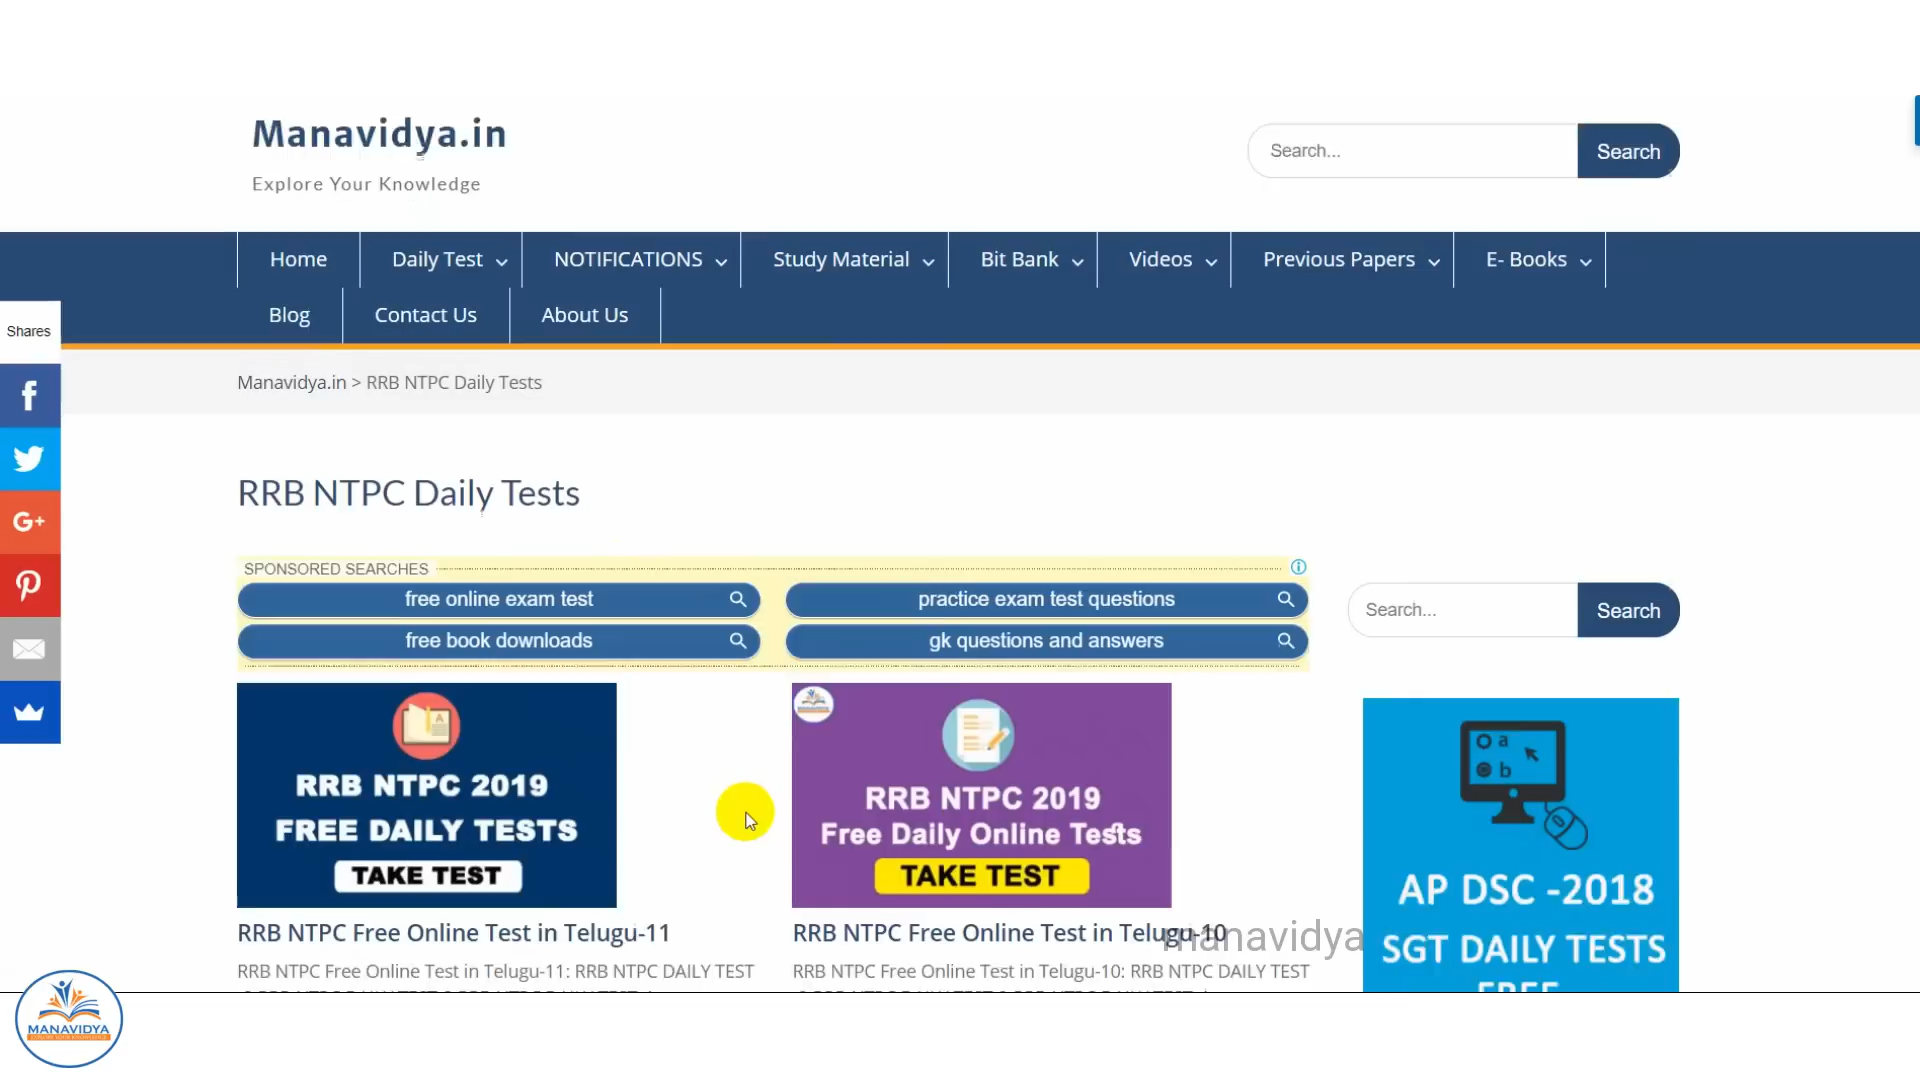 Manavidya.in
Explore Your Knowledge
Search...
Search
Home
Daily Test
NOTIFICATIONS
Study Material
Bit Bank
Videos
Previous Papers
E- Books
Blog
Contact Us
About Us
Shares
Manavidya.in > RRB NTPC Daily Tests
RRB NTPC Daily Tests
SPONSORED SEARCHES
free online exam test
practice exam test questions
free book downloads
gk questions and answers
Search...
Search
RRB NTPC 2019
FREE DAILY TESTS
TAKE TEST
RRB NTPC 2019
Free Daily Online Tests
TAKE TEST
a
b
AP DSC -2018
SGT DAILY TESTS
FREE
RRB NTPC Free Online Test in Telugu-11
RRB NTPC Free Online Test in Telugu-10
manavidya
RRB NTPC Free Online Test in Telugu-11: RRB NTPC DAILY TEST
RRB NTPC Free Online Test in Telugu-10: RRB NTPC DAILY TEST
MANAVIDYA